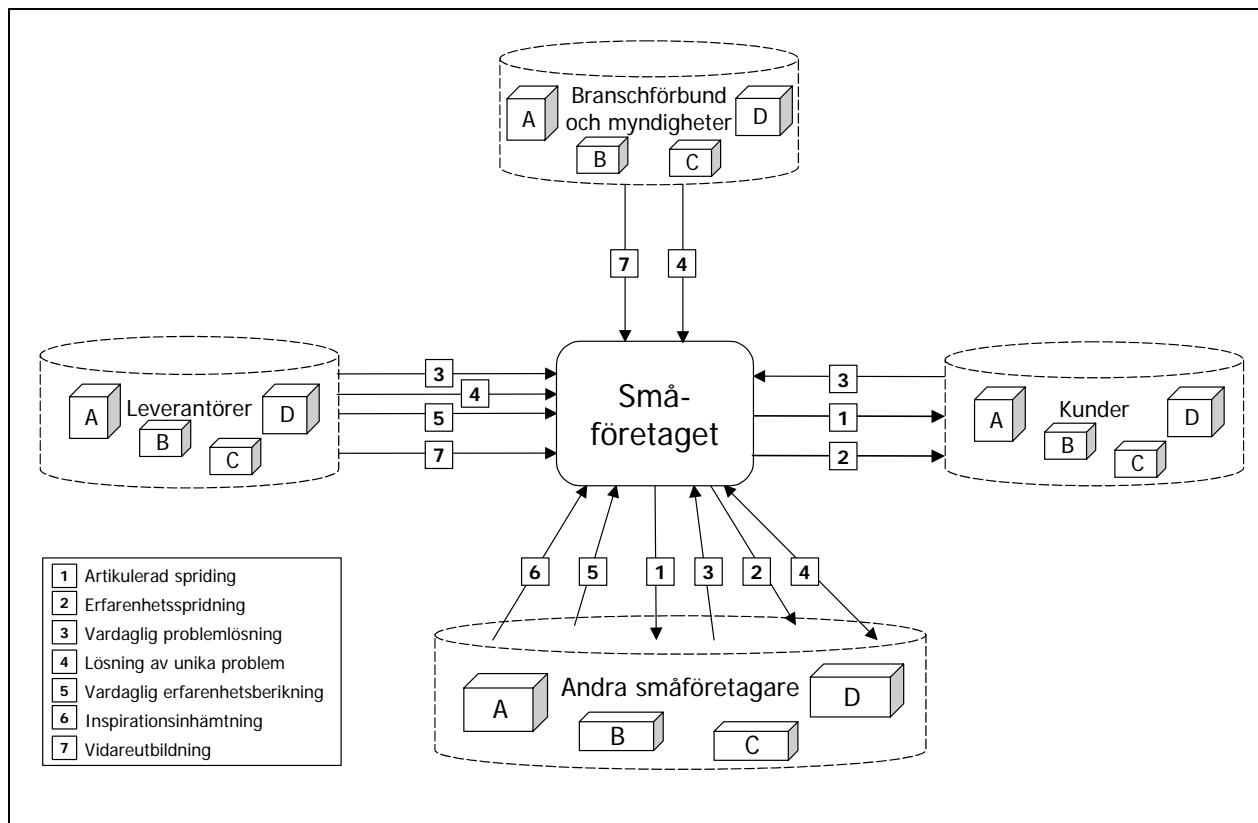 Branschförbund
och myndigheter
A
D
B
C
7
4
Leverantörer
A
D
B
C
3
4
5
7
Små-
företaget
3
1
2
Kunder
A
D
B
C
6
5
1
3
2
4
Andra småföretagare
A
D
B
C
1 Artikulerad spriding
2 Erfarenhetsspridning
3 Vardaglig problemlösning
4 Lösning av unika problem
5 Vardaglig erfarenhetsberikning
6 Inspirationsinhämtning
7 Vidareutbildning